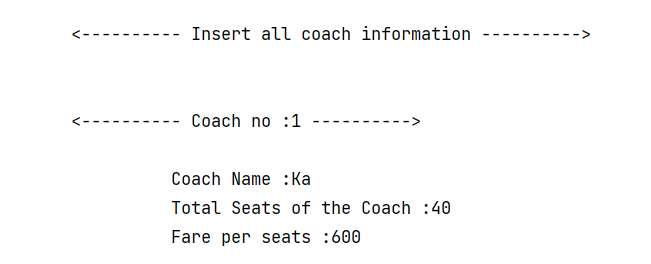 <---------- Insert all coach information ---------->
<---------- Coach no :1 ---------->
Coach Name :Ka
Total Seats of the Coach :40
Fare per seats :600